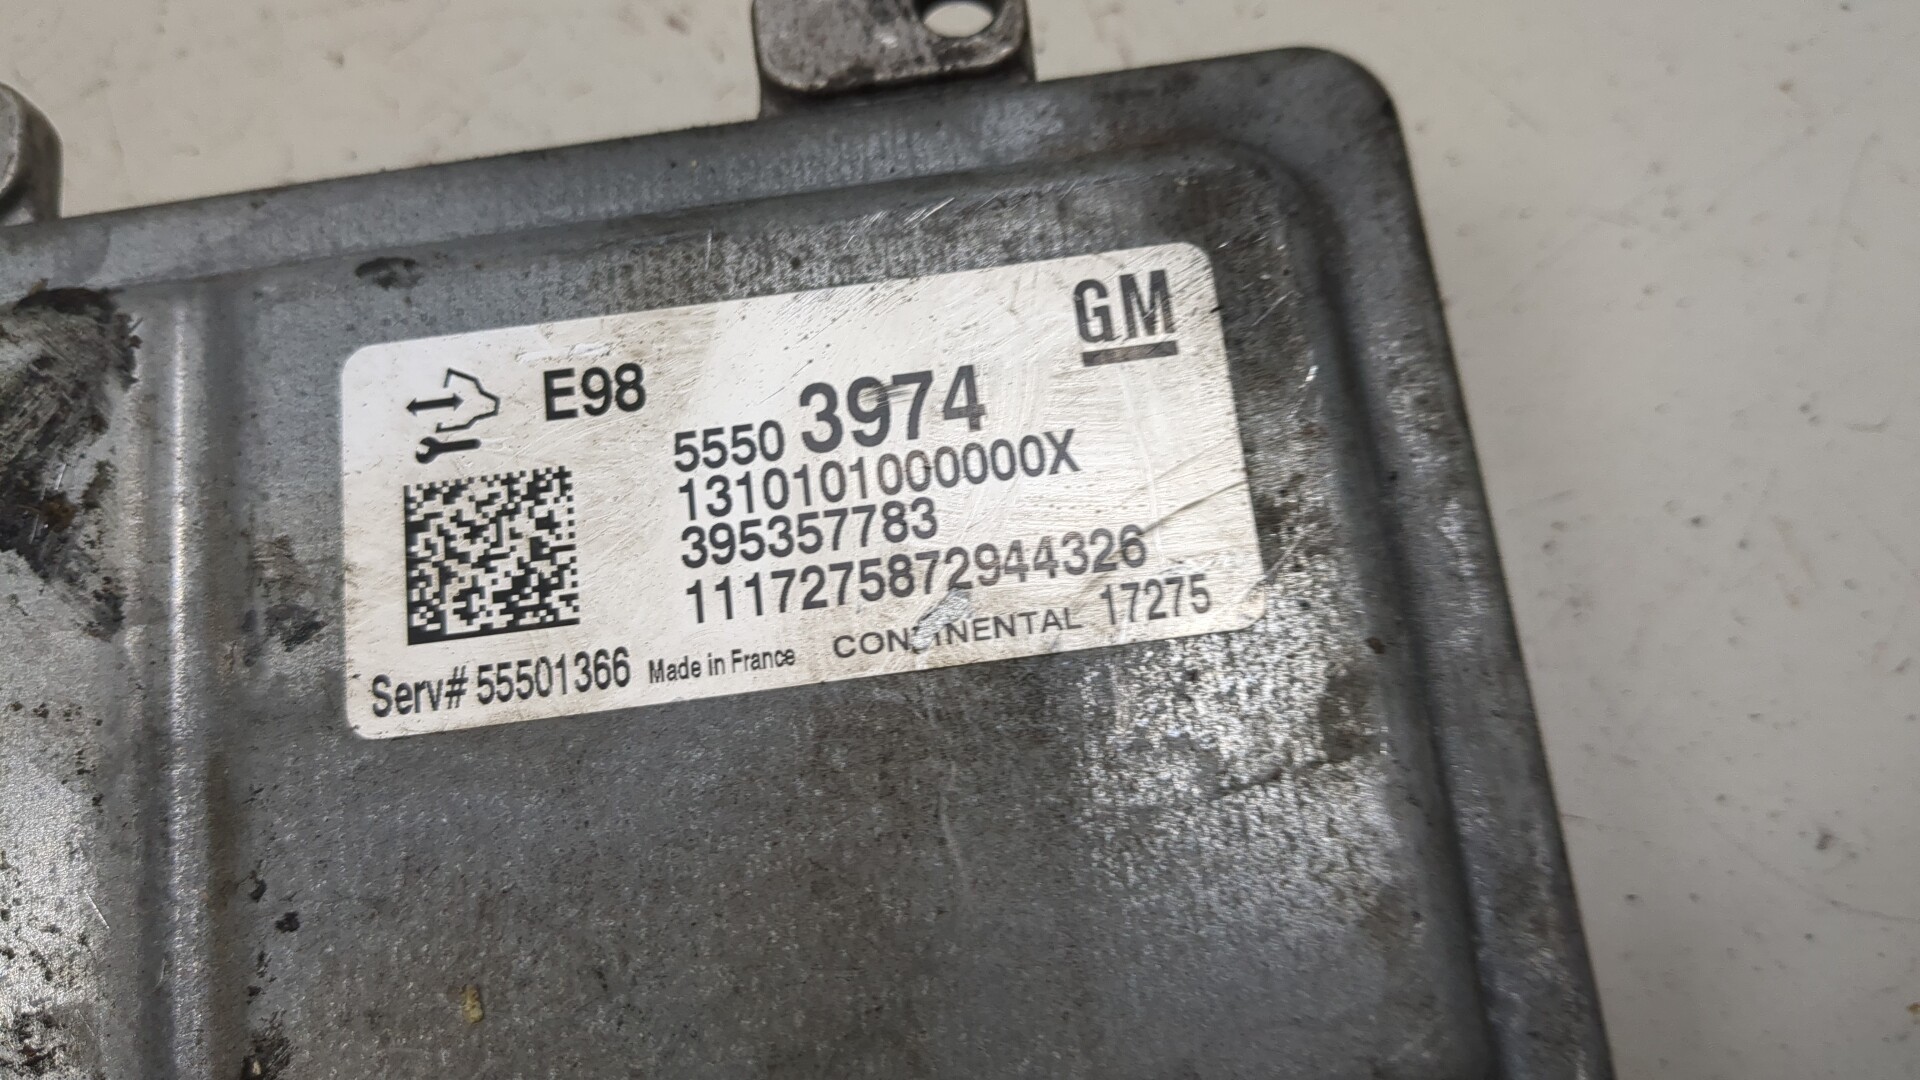 GM
E98
5550 3974
1310101000000X
395357783
1117275872944326
CONTINENTAL 17275
Serv# 55501366 Made in France